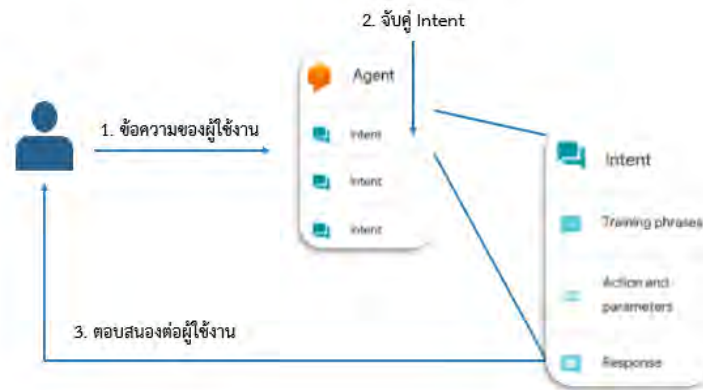 2. จับคู่ Intent
Agent
1. ข้อความของผู้ใช้งาน
Intent
Intent
Intent
Intent
Training phrases
Action and
parameters
3. ตอบสนองต่อผู้ใช้งาน
Response